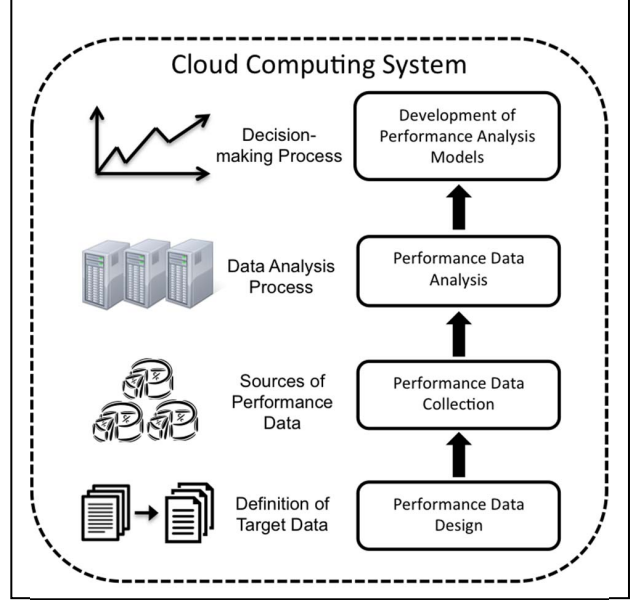 Cloud Computing System
Decision-
making Process
Development of
Performance Analysis
Models
Data Analysis
Process
Performance Data
Analysis
Sources of
Performance
Data
Performance Data
Collection
Definition of
Target Data
Performance Data
Design